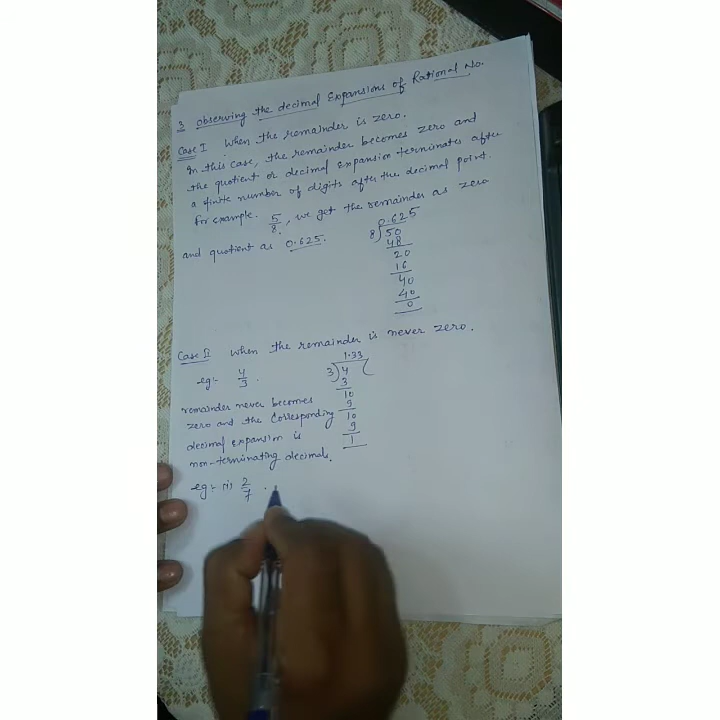 3 Observing the decimal Expansions of Rational No.
Case I When the remainder is zero.
In this case, the remainder becomes zero and
the quotient or decimal expansion terminates after
a finite number of digits after the decimal point.
for example. 5/8, we get the remainder as zero
and quotient as 0.625.
0.625
8)50
48
20
16
40
40
0
Case II When the remainder is never zero.
eg:- 4/3.
remainder never becomes
zero and the corresponding
decimal expansion is
non-terminating decimals.
1.33
3)4(
3
10
9
10
9
1
eg:- (i) 2/7